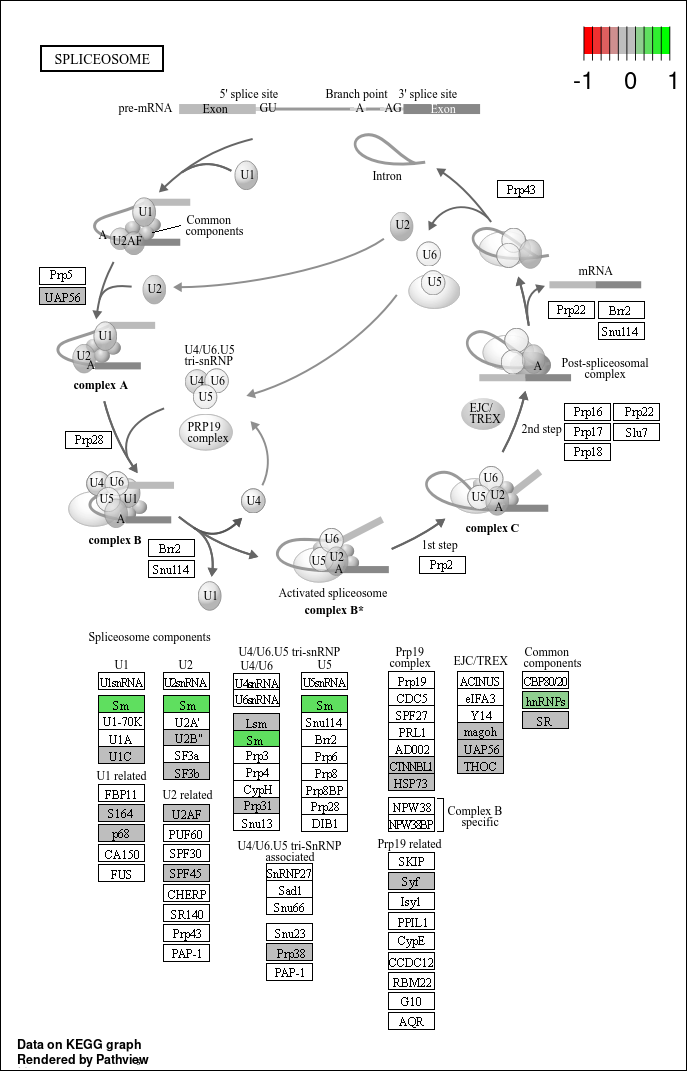 SPLICEOSOME
-1 0 1
5' splice site Branch point 3' splice site
pre-mRNA Exon GU A AG Exon
U1
Intron
Prp43
U1
Common
components
A U2AF
U2
U6
U5
Prp5
UAP56
U2
mRNA
Prp22 Brr2
Snu114
U1
U2
A
complex A
U4/U6.U5
tri-snRNP
U4 U6
U5
PRP19
complex
A
Post-spliceosomal
complex
EJC/
TREX
2nd step
Prp16 Prp22
Prp17 Slu7
Prp18
Prp28
U4 U6
U5 U1
A
complex B
U4
Brr2
Snu114
U1
U6
U5 U2
A
Activated spliceosome
complex B*
U6
U5 U2
A
complex C
1st step
Prp2
Spliceosome components
U1
U1snRNA
Sm
U1-70K
U1A
U1C
U1 related
FBP11
S164
p68
CA150
FUS
U2
U2snRNA
Sm
U2A'
U2B"
SF3a
SF3b
U2 related
U2AF
PUF60
SPF30
SPF45
CHERP
SR140
Prp43
PAP-1
U4/U6.U5 tri-snRNP
U4/U6
U4snRNA
U6snRNA
Lsm
Sm
Prp3
Prp4
CypH
Prp31
Snu13
U5
U5snRNA
Sm
Snu114
Brr2
Prp6
Prp8
Prp8BP
Prp28
DIB1
U4/U6.U5 tri-SnRNP
associated
SnRNP27
Sad1
Snu66
Snu23
Prp38
PAP-1
Prp19
complex
Prp19
CDC5
SPF27
PRL1
AD002
CTNNBL1
HSP73
NPW38
NPW38BP
Complex B
specific
Prp19 related
SKIP
Syf
Isy1
PPIL1
CypE
CCDC12
RBM22
G10
AQR
EJC/TREX
ACINUS
eIFA3
Y14
magoh
UAP56
THOC
Common
components
CBP80/20
hnRNPs
SR
Data on KEGG graph
Rendered by Pathview